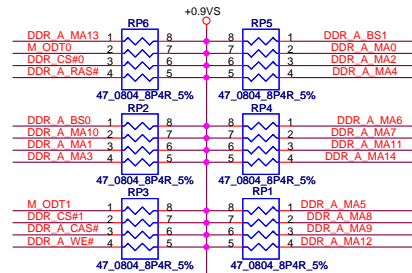 +0.9VS
RP6 RP5
DDR_A_MA13 1 8 8 1 DDR_A_BS1
M_ODT0 2 7 7 2 DDR_A_MA0
DDR_CS#0 3 6 6 3 DDR_A_MA2
DDR_A_RAS# 4 5 5 4 DDR_A_MA4
47_0804_8P4R_5% 47_0804_8P4R_5%
RP2 RP4
DDR_A_BS0 1 8 8 1 DDR_A_MA6
DDR_A_MA10 2 7 7 2 DDR_A_MA7
DDR_A_MA1 3 6 6 3 DDR_A_MA11
DDR_A_MA3 4 5 5 4 DDR_A_MA14
47_0804_8P4R_5% 47_0804_8P4R_5%
RP3 RP1
M_ODT1 1 8 8 1 DDR_A_MA5
DDR_CS#1 2 7 7 2 DDR_A_MA8
DDR_A_CAS# 3 6 6 3 DDR_A_MA9
DDR_A_WE# 4 5 5 4 DDR_A_MA12
47_0804_8P4R_5% 47_0804_8P4R_5%